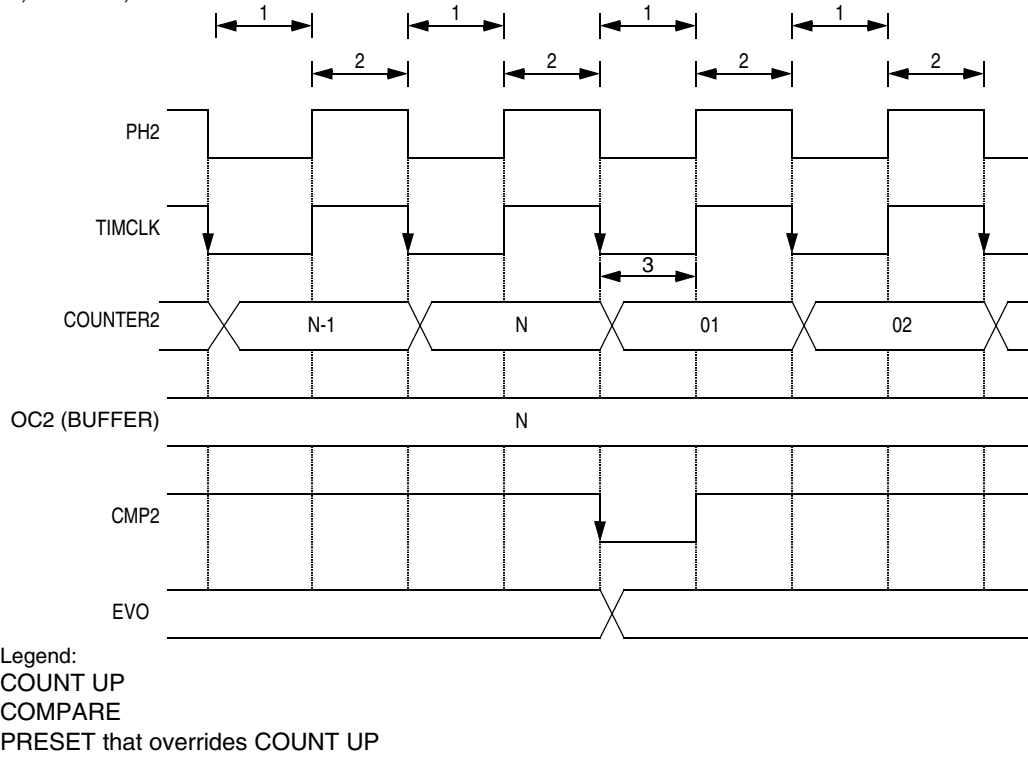 1 1 1 1
2 2 2 2
PH2
TIMCLK
3
COUNTER2 N-1 N 01 02
OC2 (BUFFER) N
CMP2
EVO
Legend:
COUNT UP
COMPARE
PRESET that overrides COUNT UP